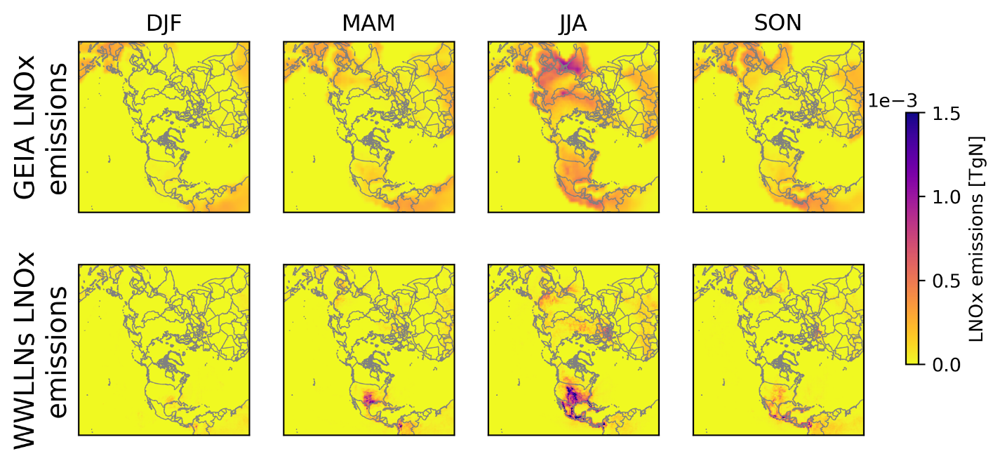 DJF
MAM
JJA
SON
GEIA LNOx
emissions
WWLLNs LNOx
emissions
1e−3
1.5
1.0
0.5
0.0
LNOx emissions [TgN]